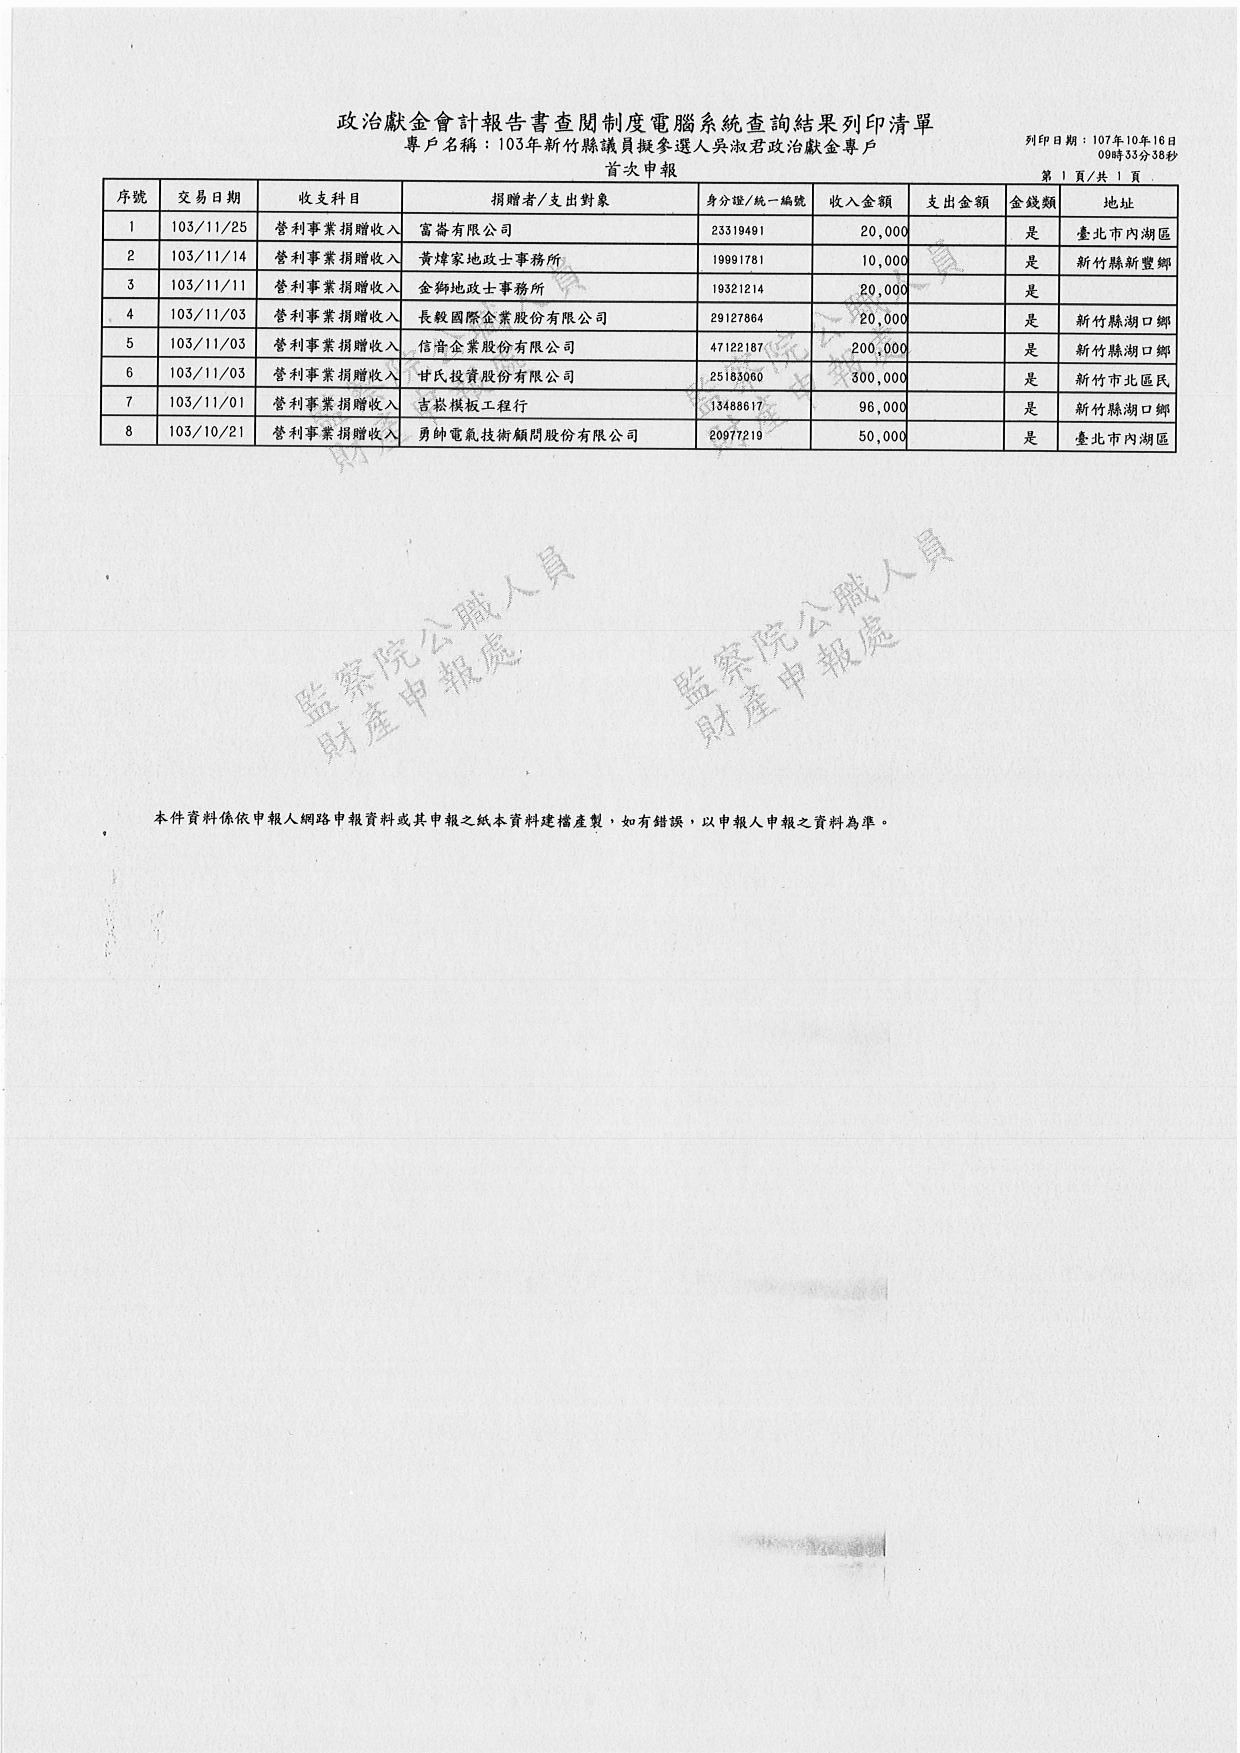 政治獻金會計報告書查閱制度電腦系統查詢結果列印清單
專戶名稱：103年新竹縣議員擬參選人吳淑君政治獻金專戶
列印日期：107年10月16日
09時33分38秒
首次申報
第 1 頁/共 1 頁
序號 交易日期 收支科目 捐贈者/支出對象 身分證/統一編號 收入金額 支出金額 金錢類 地址
1 103/11/25 營利事業捐贈收入 富崙有限公司 23319491 20,000 是 臺北市內湖區
2 103/11/14 營利事業捐贈收入 黃煒家地政士事務所 19991781 10,000 是 新竹縣新豐鄉
3 103/11/11 營利事業捐贈收入 金獅地政士事務所 19321214 20,000 是
4 103/11/03 營利事業捐贈收入 長毅國際企業股份有限公司 29127864 20,000 是 新竹縣湖口鄉
5 103/11/03 營利事業捐贈收入 信音企業股份有限公司 47122187 200,000 是 新竹縣湖口鄉
6 103/11/03 營利事業捐贈收入 甘氏投資股份有限公司 25183060 300,000 是 新竹市北區民
7 103/11/01 營利事業捐贈收入 吉崧模板工程行 13488617 96,000 是 新竹縣湖口鄉
8 103/10/21 營利事業捐贈收入 勇帥電氣技術顧問股份有限公司 20977219 50,000 是 臺北市內湖區
監察院公職人員
財產申報處
監察院公職人員
財產申報處
監察院公職人員
財產申報處
監察院公職人員
財產申報處
本件資料係依申報人網路申報資料或其申報之紙本資料建檔產製，如有錯誤，以申報人申報之資料為準。